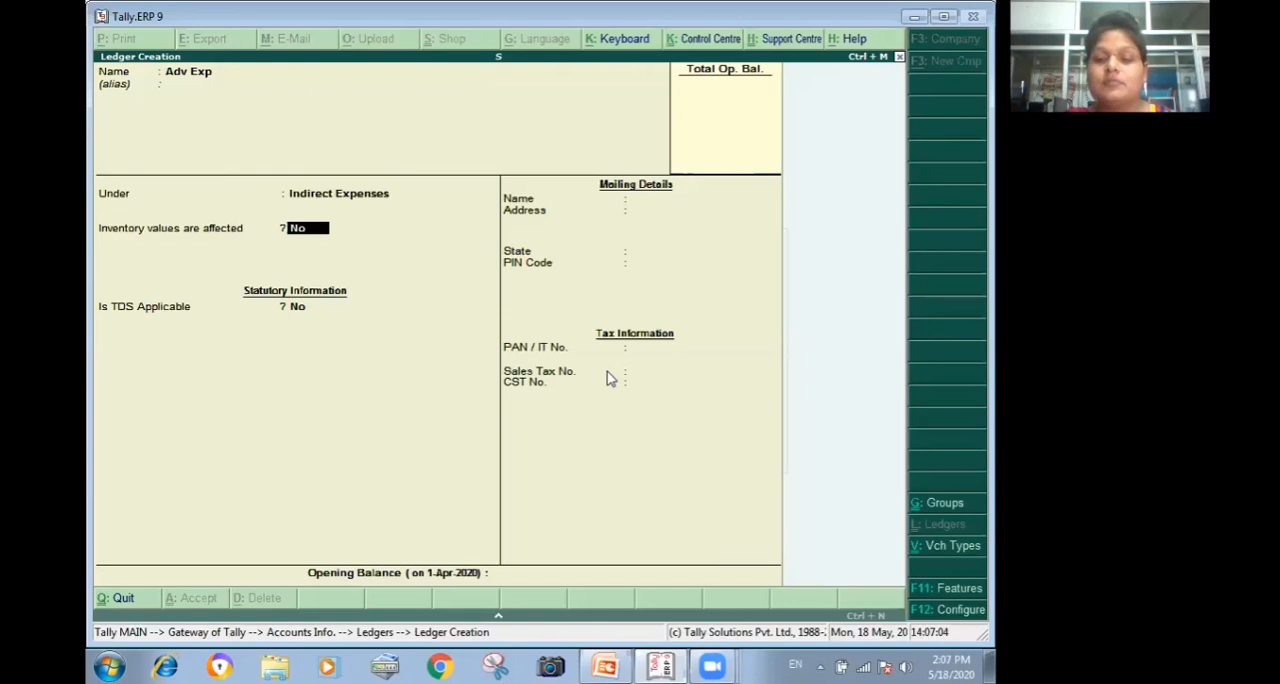 Tally.ERP 9
P: Print E: Export M: E-Mail O: Upload S: Shop G: Language K: Keyboard K: Control Centre H: Support Centre H: Help F3: Company
Ledger Creation S Ctrl + M
F3: New Cmp
Name : Adv Exp
(alias) :
Total Op. Bal.
Under : Indirect Expenses
Inventory values are affected ? No
Statutory Information
Is TDS Applicable ? No
Mailing Details
Name :
Address :
State :
PIN Code :
Tax Information
PAN / IT No. :
Sales Tax No. :
CST No. :
Opening Balance ( on 1-Apr-2020) :
G: Groups
L: Ledgers
V: Vch Types
F11: Features
F12: Configure
Q: Quit A: Accept D: Delete
Ctrl + N
Tally MAIN --> Gateway of Tally --> Accounts Info. --> Ledgers --> Ledger Creation (c) Tally Solutions Pvt. Ltd., 1988-2 Mon, 18 May, 20 14:07:04
EN 2:07 PM
5/18/2020